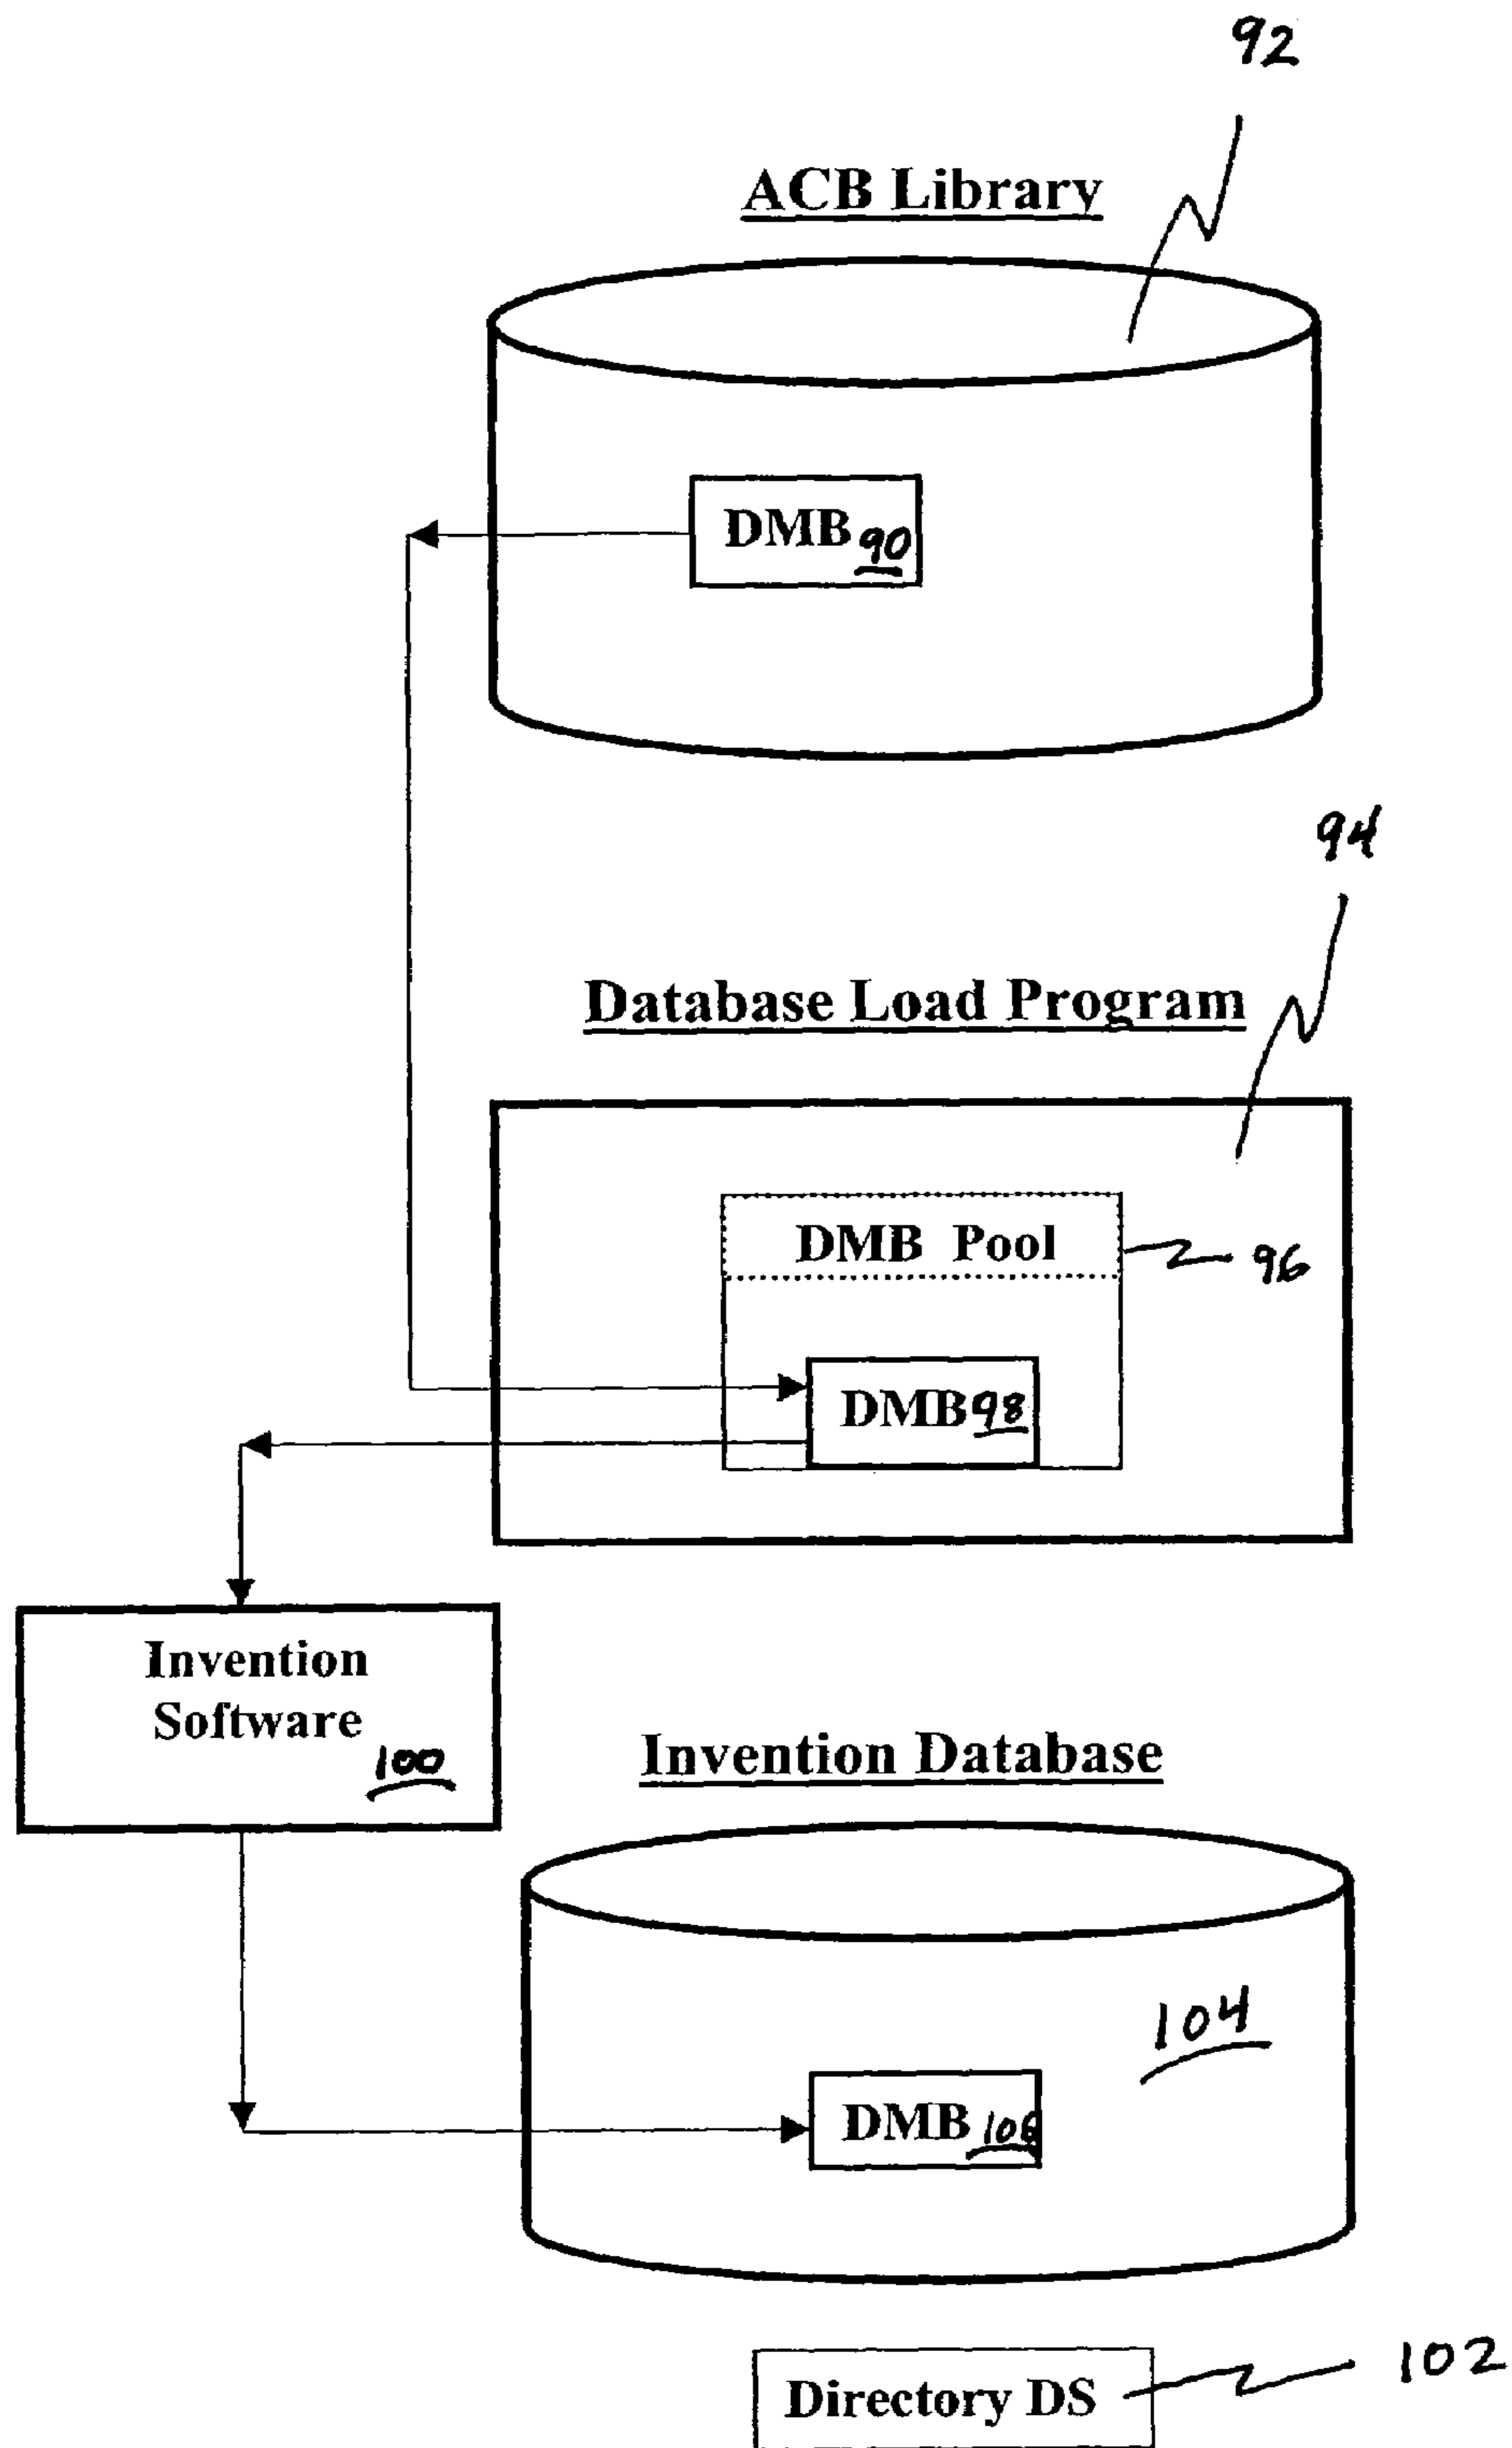 92
ACB Library
DMB 90
94
Database Load Program
DMB Pool
96
DMB 98
Invention
Software
100
Invention Database
104
DMB
Directory DS
102